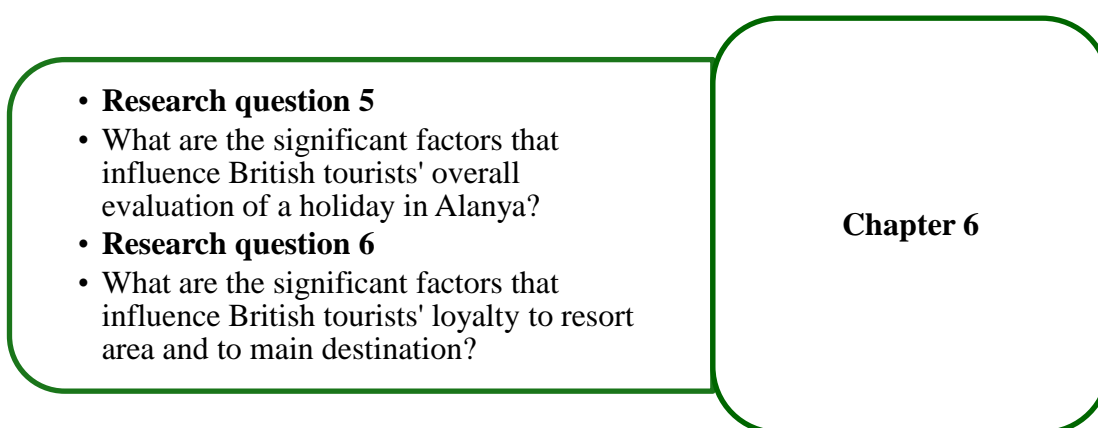 • Research question 5
• What are the significant factors that
influence British tourists' overall
evaluation of a holiday in Alanya?
• Research question 6
• What are the significant factors that
influence British tourists' loyalty to resort
area and to main destination?
Chapter 6